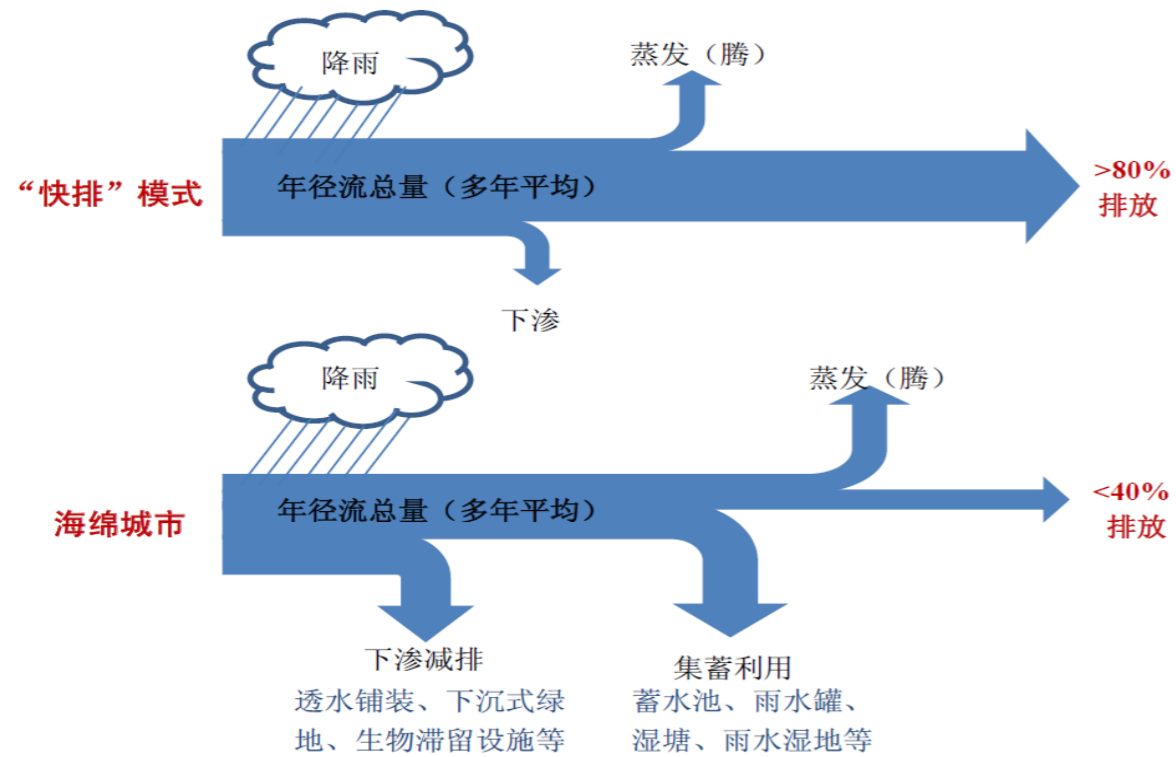 降雨
蒸发（腾）
“快排”模式
年径流总量（多年平均）
>80%
排放
下渗
降雨
蒸发（腾）
海绵城市
年径流总量（多年平均）
<40%
排放
下渗减排
透水铺装、下沉式绿
地、生物滞留设施等
集蓄利用
蓄水池、雨水罐、
湿塘、雨水湿地等